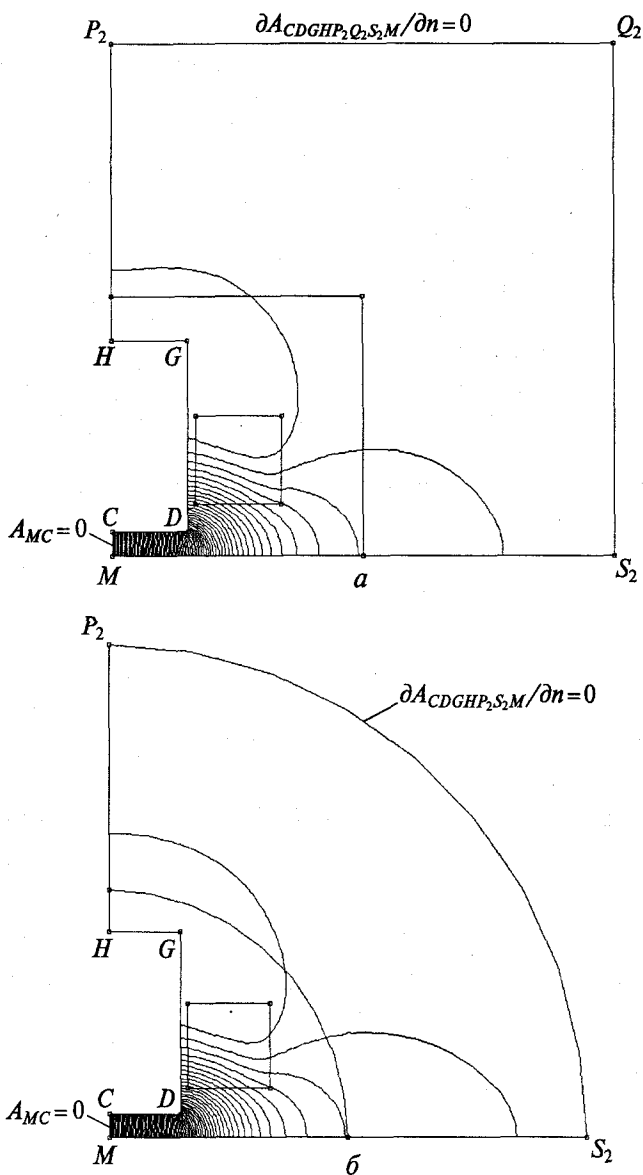 P₂ ∂A_{CDGHP₂Q₂S₂M}/∂n=0 Q₂
H G
C D
A_{MC}=0
M а S₂
P₂
∂A_{CDGHP₂S₂M}/∂n=0
H G
C D
A_{MC}=0
M б S₂